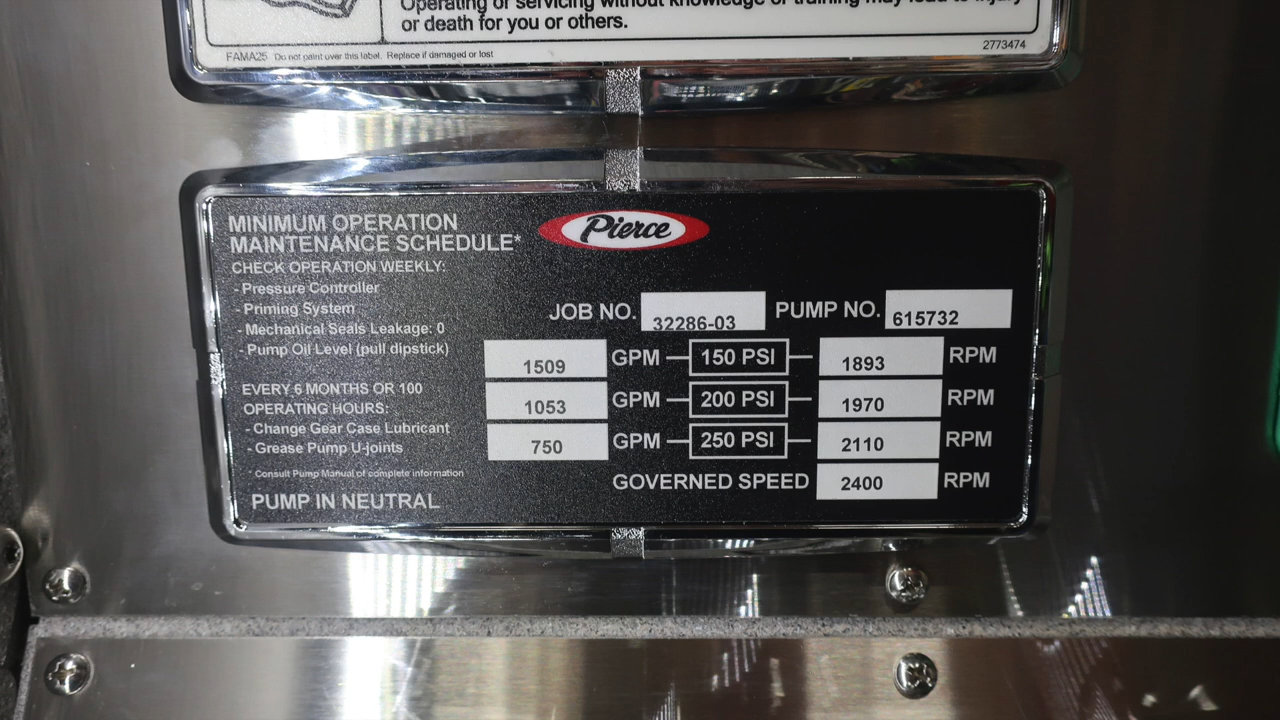 Operating or servicing without knowledge or training may lead to injury
or death for you or others.
FAMA25 Do not paint over this label. Replace if damaged or lost
2773474
MINIMUM OPERATION
MAINTENANCE SCHEDULE*
Pierce
CHECK OPERATION WEEKLY:
- Pressure Controller
- Priming System
- Mechanical Seals Leakage: 0
- Pump Oil Level (pull dipstick)
EVERY 6 MONTHS OR 100
OPERATING HOURS:
- Change Gear Case Lubricant
- Grease Pump U-joints
* Consult Pump Manual of complete information
PUMP IN NEUTRAL
JOB NO. 32286-03 PUMP NO. 615732
1509 GPM 150 PSI 1893 RPM
1053 GPM 200 PSI 1970 RPM
750 GPM 250 PSI 2110 RPM
GOVERNED SPEED 2400 RPM